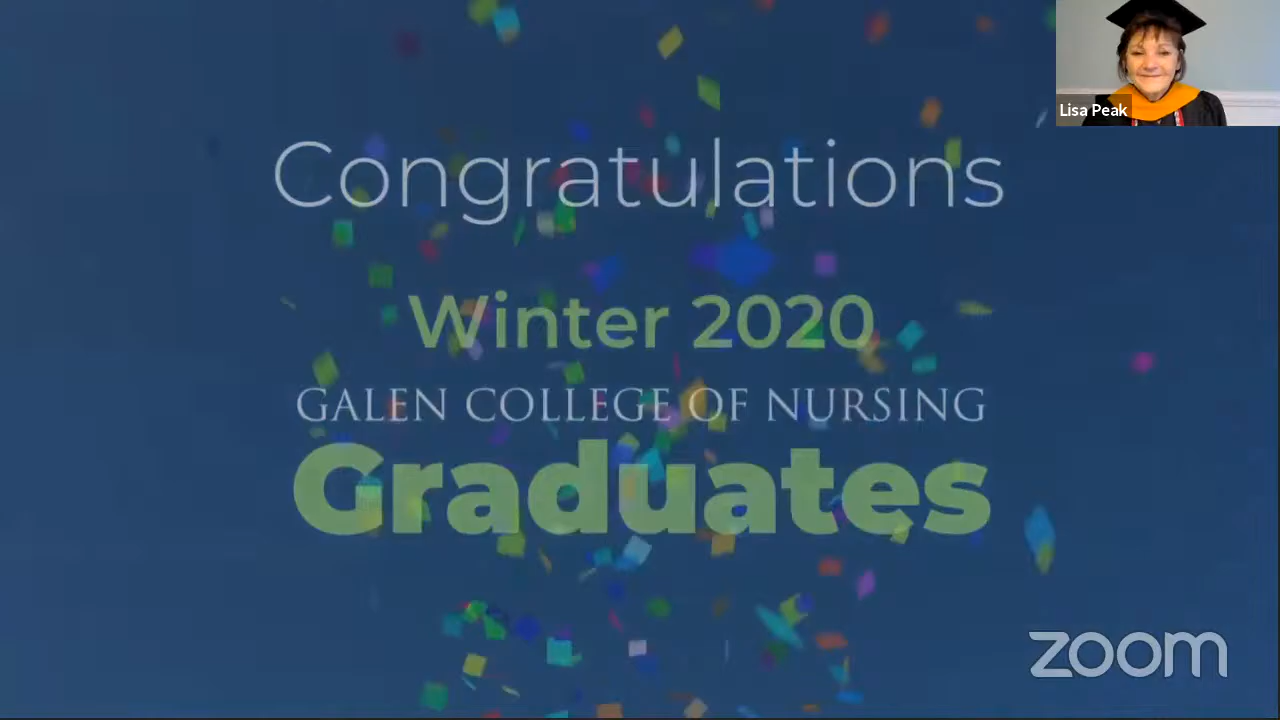 Lisa Peak
Congratulations
Winter 2020
GALEN COLLEGE OF NURSING
Graduates
zoom